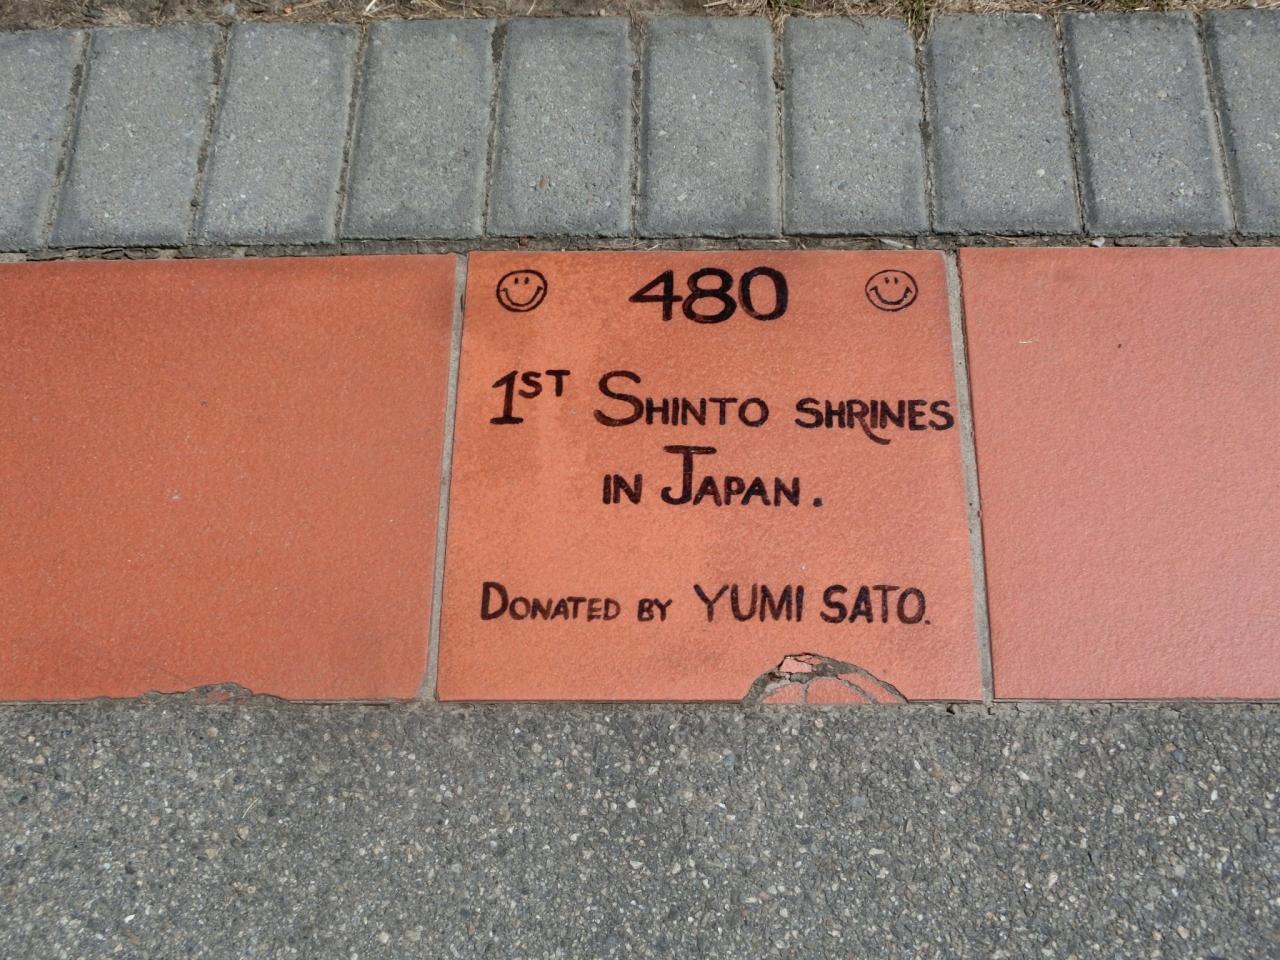 480
1ST SHINTO SHRINES
IN JAPAN.
DONATED BY YUMI SATO.